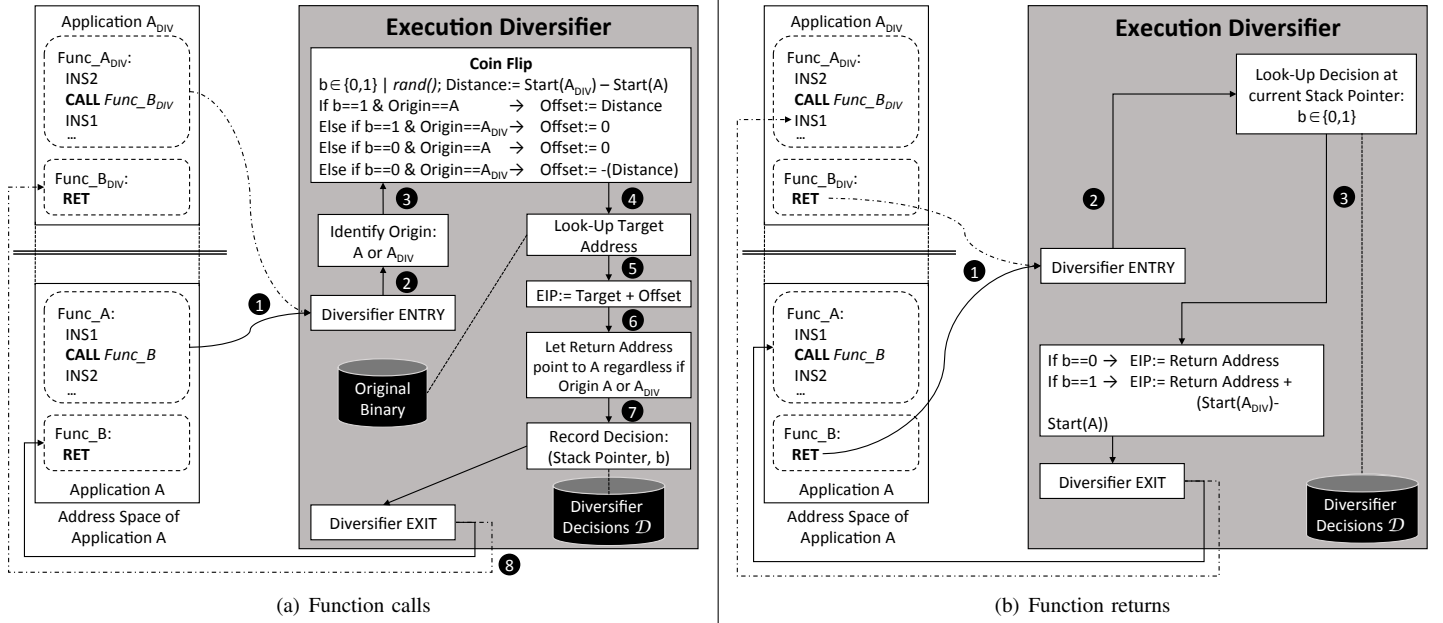 Application A_DIV
Func_A_DIV:
INS2
CALL Func_B_DIV
INS1
...
Func_B_DIV:
RET
Func_A:
INS1
CALL Func_B
INS2
...
Func_B:
RET
Application A
Address Space of
Application A
Execution Diversifier
Coin Flip
b∈{0,1} | rand(); Distance:= Start(A_DIV) – Start(A)
If b==1 & Origin==A → Offset:= Distance
Else if b==1 & Origin==A_DIV → Offset:= 0
Else if b==0 & Origin==A → Offset:= 0
Else if b==0 & Origin==A_DIV → Offset:= -(Distance)
3
4
Identify Origin:
A or A_DIV
Look-Up Target
Address
2
5
1
Diversifier ENTRY
EIP:= Target + Offset
6
Let Return Address
point to A regardless if
Origin A or A_DIV
Original
Binary
7
Record Decision:
(Stack Pointer, b)
Diversifier EXIT
Diversifier
Decisions 𝒟
8
(a) Function calls
Application A_DIV
Func_A_DIV:
INS2
CALL Func_B_DIV
INS1
...
Func_B_DIV:
RET
Func_A:
INS1
CALL Func_B
INS2
...
Func_B:
RET
Application A
Address Space of
Application A
Execution Diversifier
Look-Up Decision at
current Stack Pointer:
b∈{0,1}
2
3
1
Diversifier ENTRY
If b==0 → EIP:= Return Address
If b==1 → EIP:= Return Address +
(Start(A_DIV)-
Start(A))
Diversifier EXIT
Diversifier
Decisions 𝒟
(b) Function returns